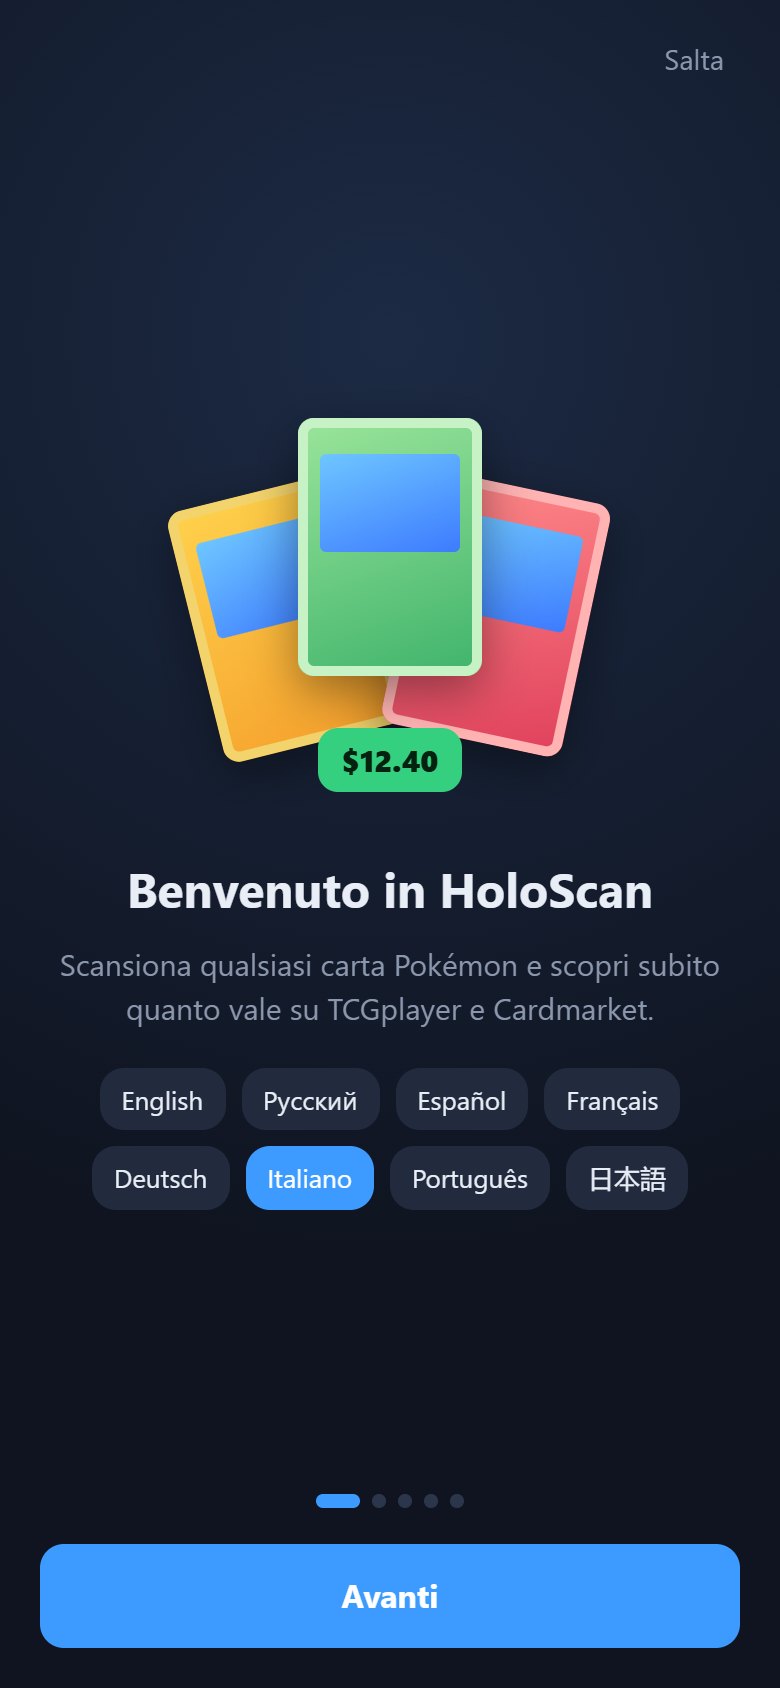 Salta
$12.40
Benvenuto in HoloScan
Scansiona qualsiasi carta Pokémon e scopri subito
quanto vale su TCGplayer e Cardmarket.
English Русский Español Français
Deutsch Italiano Português 日本語
Avanti